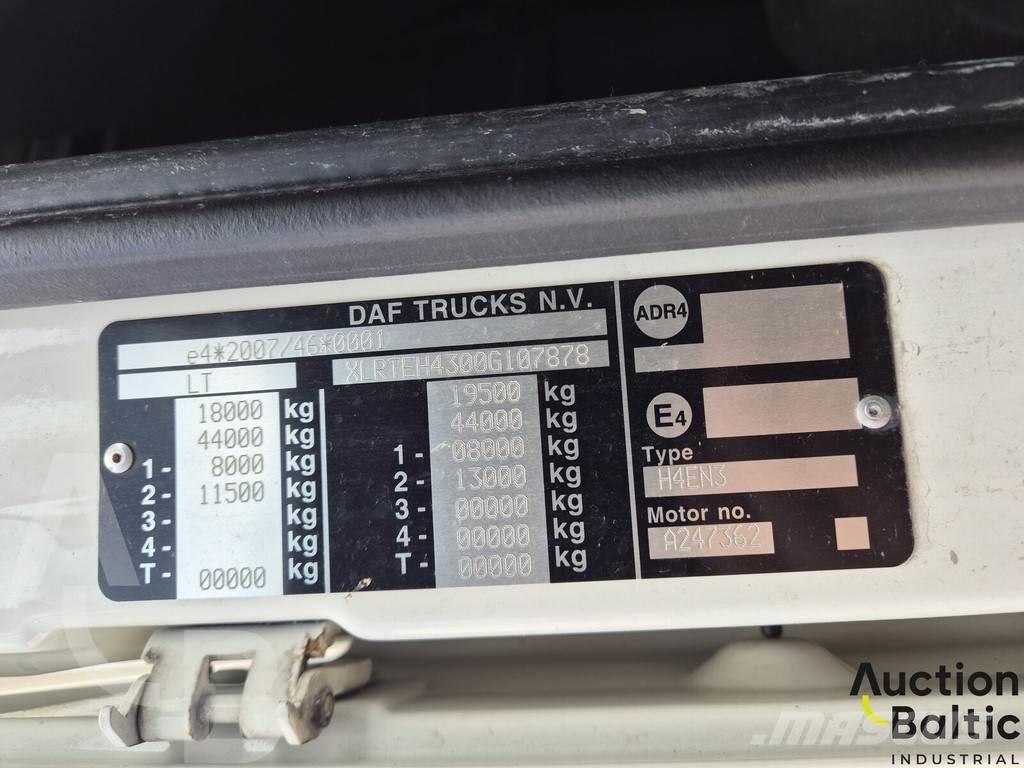 DAF TRUCKS N.V.
e4*2007/46*0001
LT XLRTEH4300G107878
18000 kg 19500 kg
44000 kg 44000 kg
1- 8000 kg 1- 08000 kg
2- 11500 kg 2- 13000 kg
3- kg 3- 00000 kg
4- kg 4- 00000 kg
T- 00000 kg T- 00000 kg
ADR4
E4
Type
H4EN3
Motor no.
A247362
Auction
Baltic
INDUSTRIAL